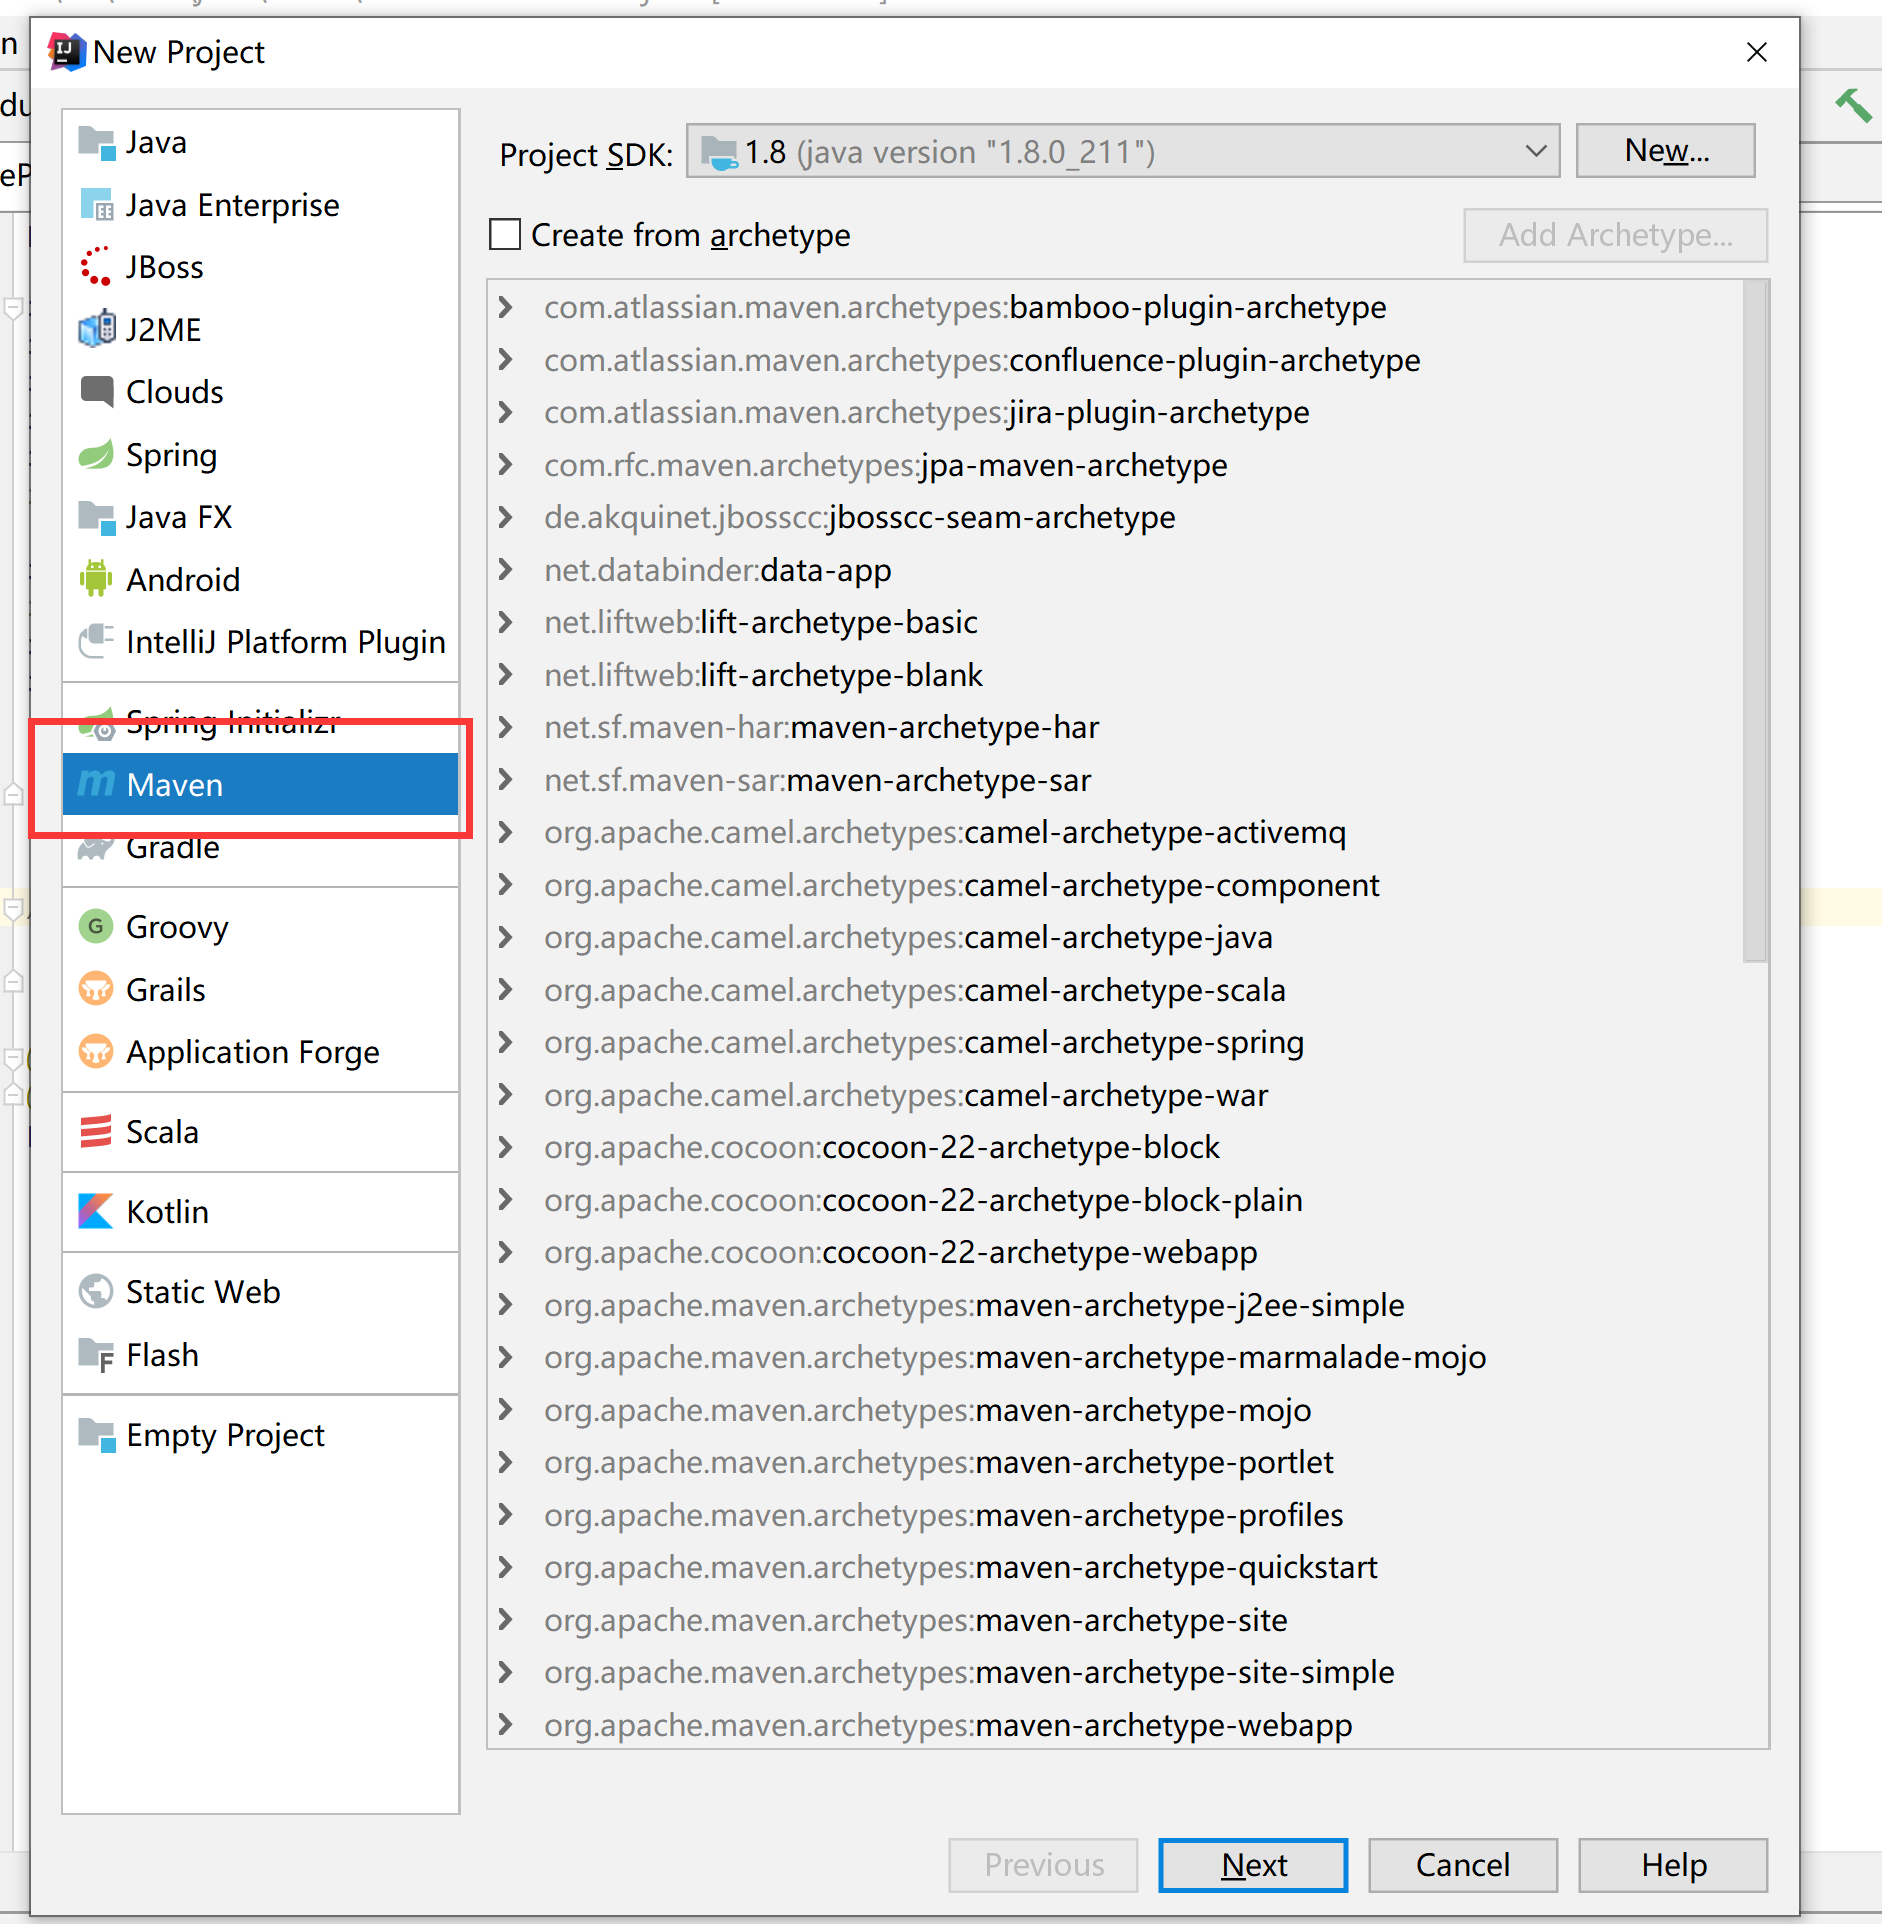 New Project
Java
Java Enterprise
JBoss
J2ME
Clouds
Spring
Java FX
Android
IntelliJ Platform Plugin
Spring Initializr
Maven
Gradle
Groovy
Grails
Application Forge
Scala
Kotlin
Static Web
Flash
Empty Project
Project SDK: 1.8 (java version "1.8.0_211") New...
Create from archetype Add Archetype...
com.atlassian.maven.archetypes:bamboo-plugin-archetype
com.atlassian.maven.archetypes:confluence-plugin-archetype
com.atlassian.maven.archetypes:jira-plugin-archetype
com.rfc.maven.archetypes:jpa-maven-archetype
de.akquinet.jbosscc:jbosscc-seam-archetype
net.databinder:data-app
net.liftweb:lift-archetype-basic
net.liftweb:lift-archetype-blank
net.sf.maven-har:maven-archetype-har
net.sf.maven-sar:maven-archetype-sar
org.apache.camel.archetypes:camel-archetype-activemq
org.apache.camel.archetypes:camel-archetype-component
org.apache.camel.archetypes:camel-archetype-java
org.apache.camel.archetypes:camel-archetype-scala
org.apache.camel.archetypes:camel-archetype-spring
org.apache.camel.archetypes:camel-archetype-war
org.apache.cocoon:cocoon-22-archetype-block
org.apache.cocoon:cocoon-22-archetype-block-plain
org.apache.cocoon:cocoon-22-archetype-webapp
org.apache.maven.archetypes:maven-archetype-j2ee-simple
org.apache.maven.archetypes:maven-archetype-marmalade-mojo
org.apache.maven.archetypes:maven-archetype-mojo
org.apache.maven.archetypes:maven-archetype-portlet
org.apache.maven.archetypes:maven-archetype-profiles
org.apache.maven.archetypes:maven-archetype-quickstart
org.apache.maven.archetypes:maven-archetype-site
org.apache.maven.archetypes:maven-archetype-site-simple
org.apache.maven.archetypes:maven-archetype-webapp
Previous Next Cancel Help